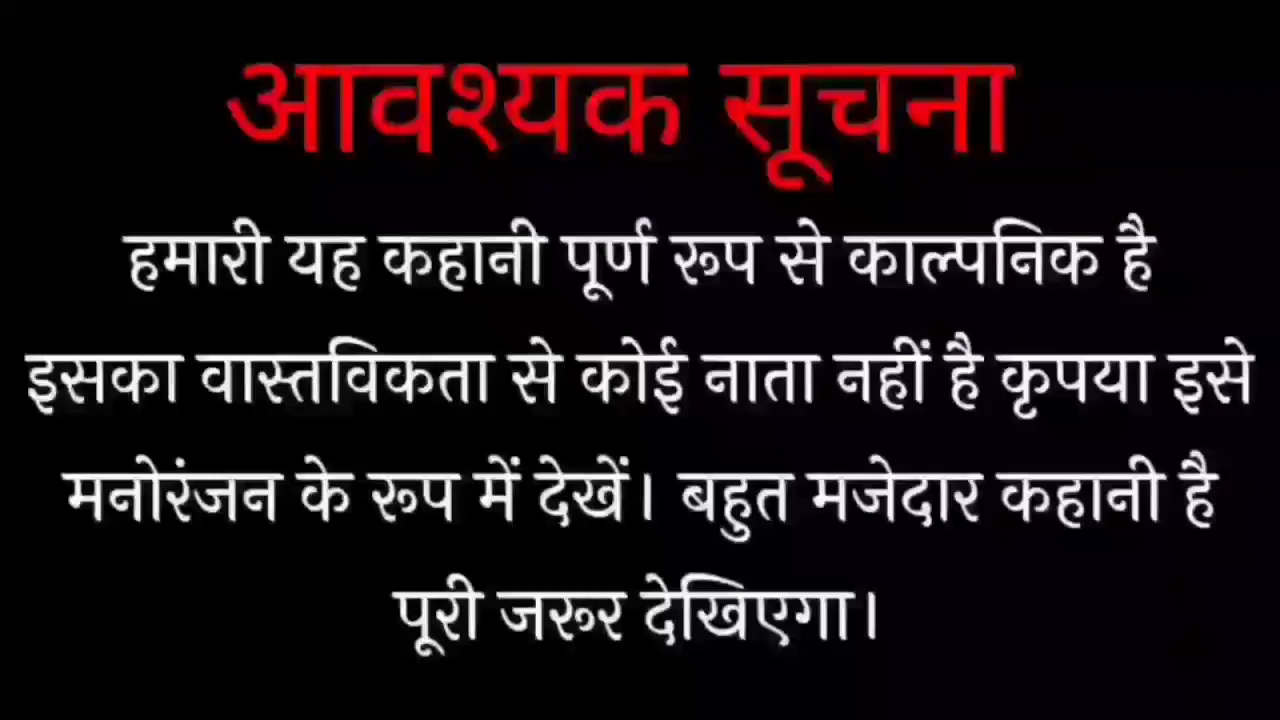 आवश्यक सूचना
हमारी यह कहानी पूर्ण रूप से काल्पनिक है
इसका वास्तविकता से कोई नाता नहीं है कृपया इसे
मनोरंजन के रूप में देखें। बहुत मजेदार कहानी है
पूरी जरूर देखिएगा।